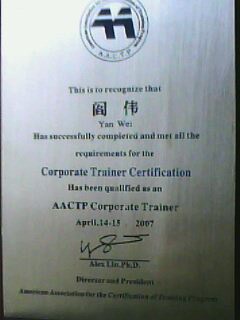 AACTP
This is to recognize that
阎 伟
Yan Wei
Has successfully completed and met all the
requirements for the
Corporate Trainer Certification
Has been qualified as an
AACTP Corporate Trainer
April.14-15 2007
Alex Lin.Ph.D.
Director and President
American Association for the Certification of Training Program